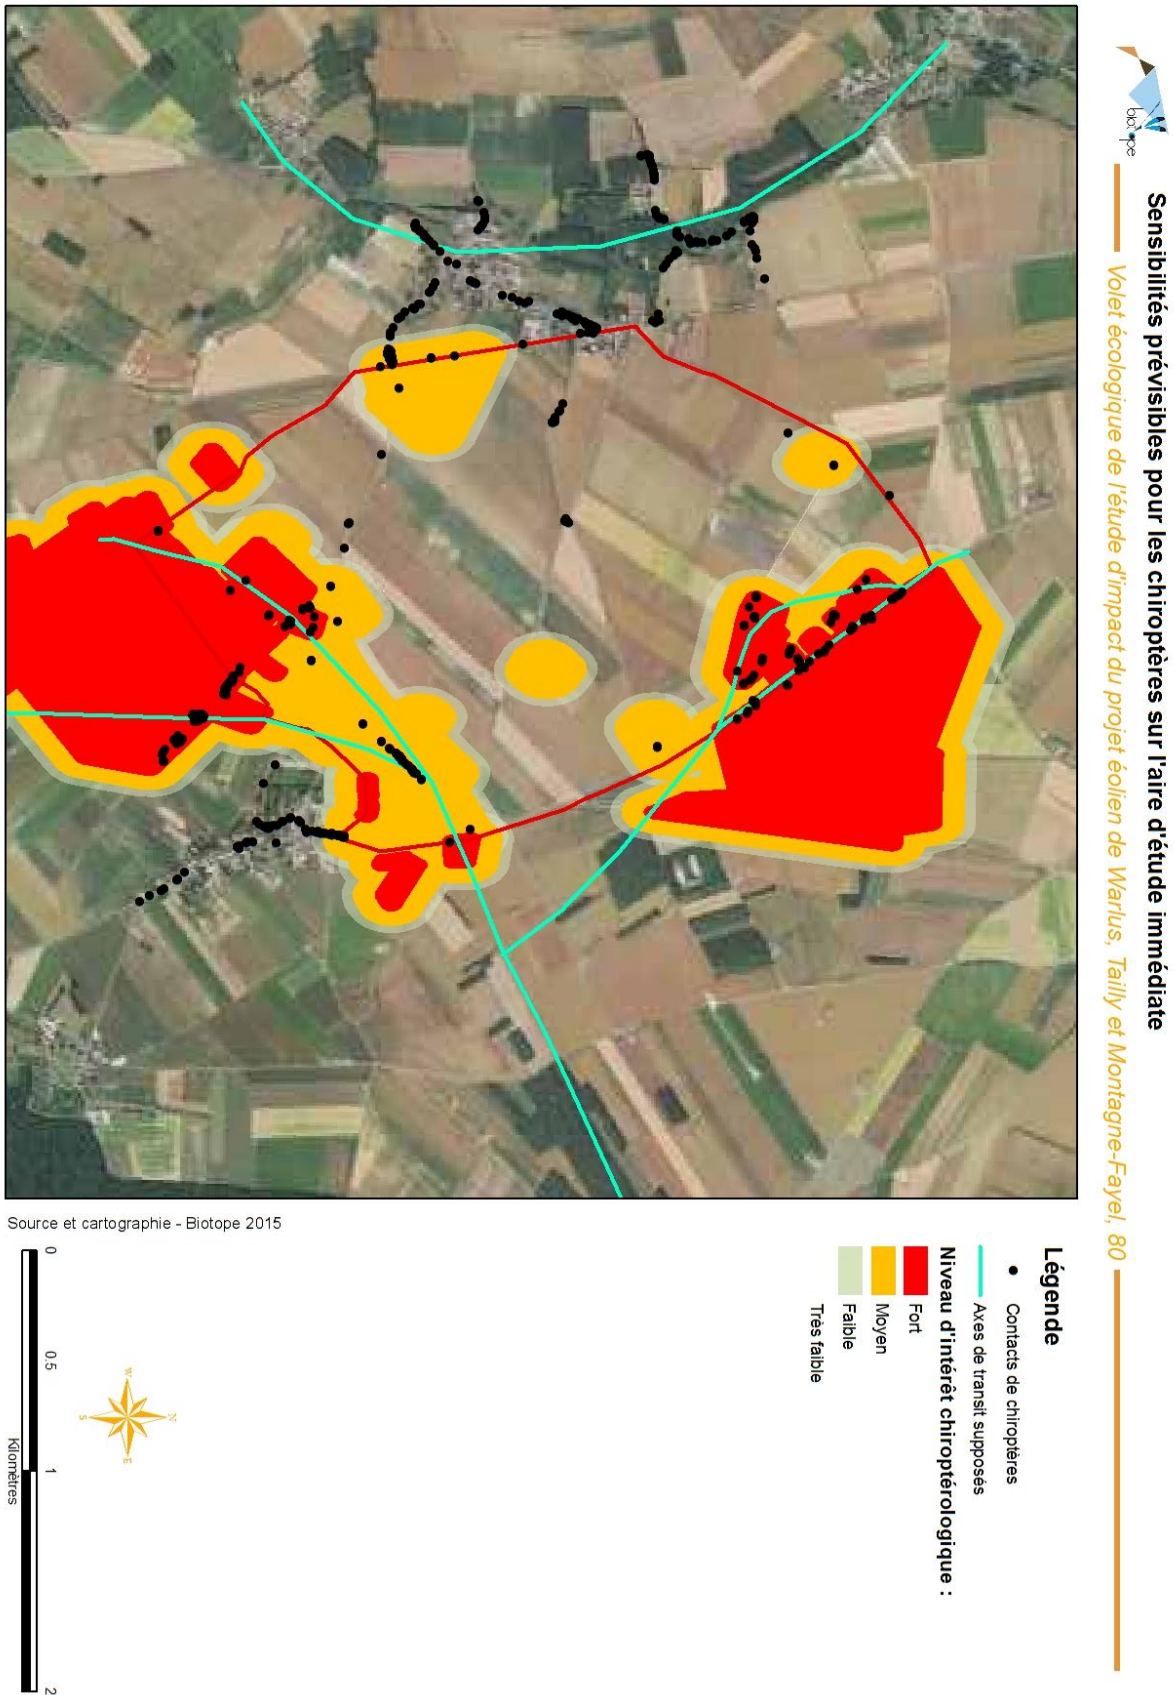 Sensibilités prévisibles pour les chiroptères sur l'aire d'étude immédiate
biotope
Volet écologique de l'étude d'impact du projet éolien de Warlus, Tailly et Montagne-Fayel, 80
Légende
Contacts de chiroptères
Axes de transit supposés
Niveau d'intérêt chiroptérologique :
Fort
Moyen
Faible
Très faible
N
W
E
S
0 0.5 1 2
Kilomètres
Source et cartographie - Biotope 2015